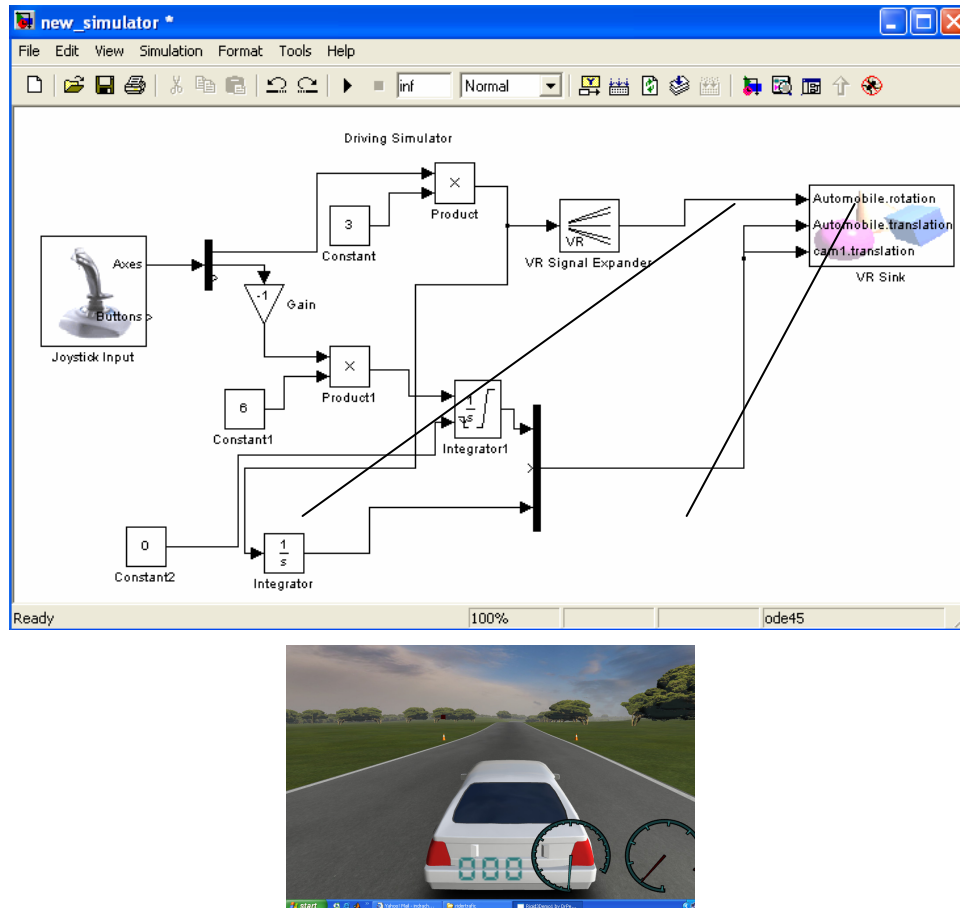 new_simulator *
File Edit View Simulation Format Tools Help
inf Normal
Driving Simulator
×
Product
3
Constant
Automobile.rotation
Automobile.translation
cam1.translation
VR Sink
VR
VR Signal Expander
Axes
Buttons
Joystick Input
-1
Gain
×
Product1
6
Constant1
1
s
Integrator1
0
Constant2
1
s
Integrator
Ready 100% ode45
000
start